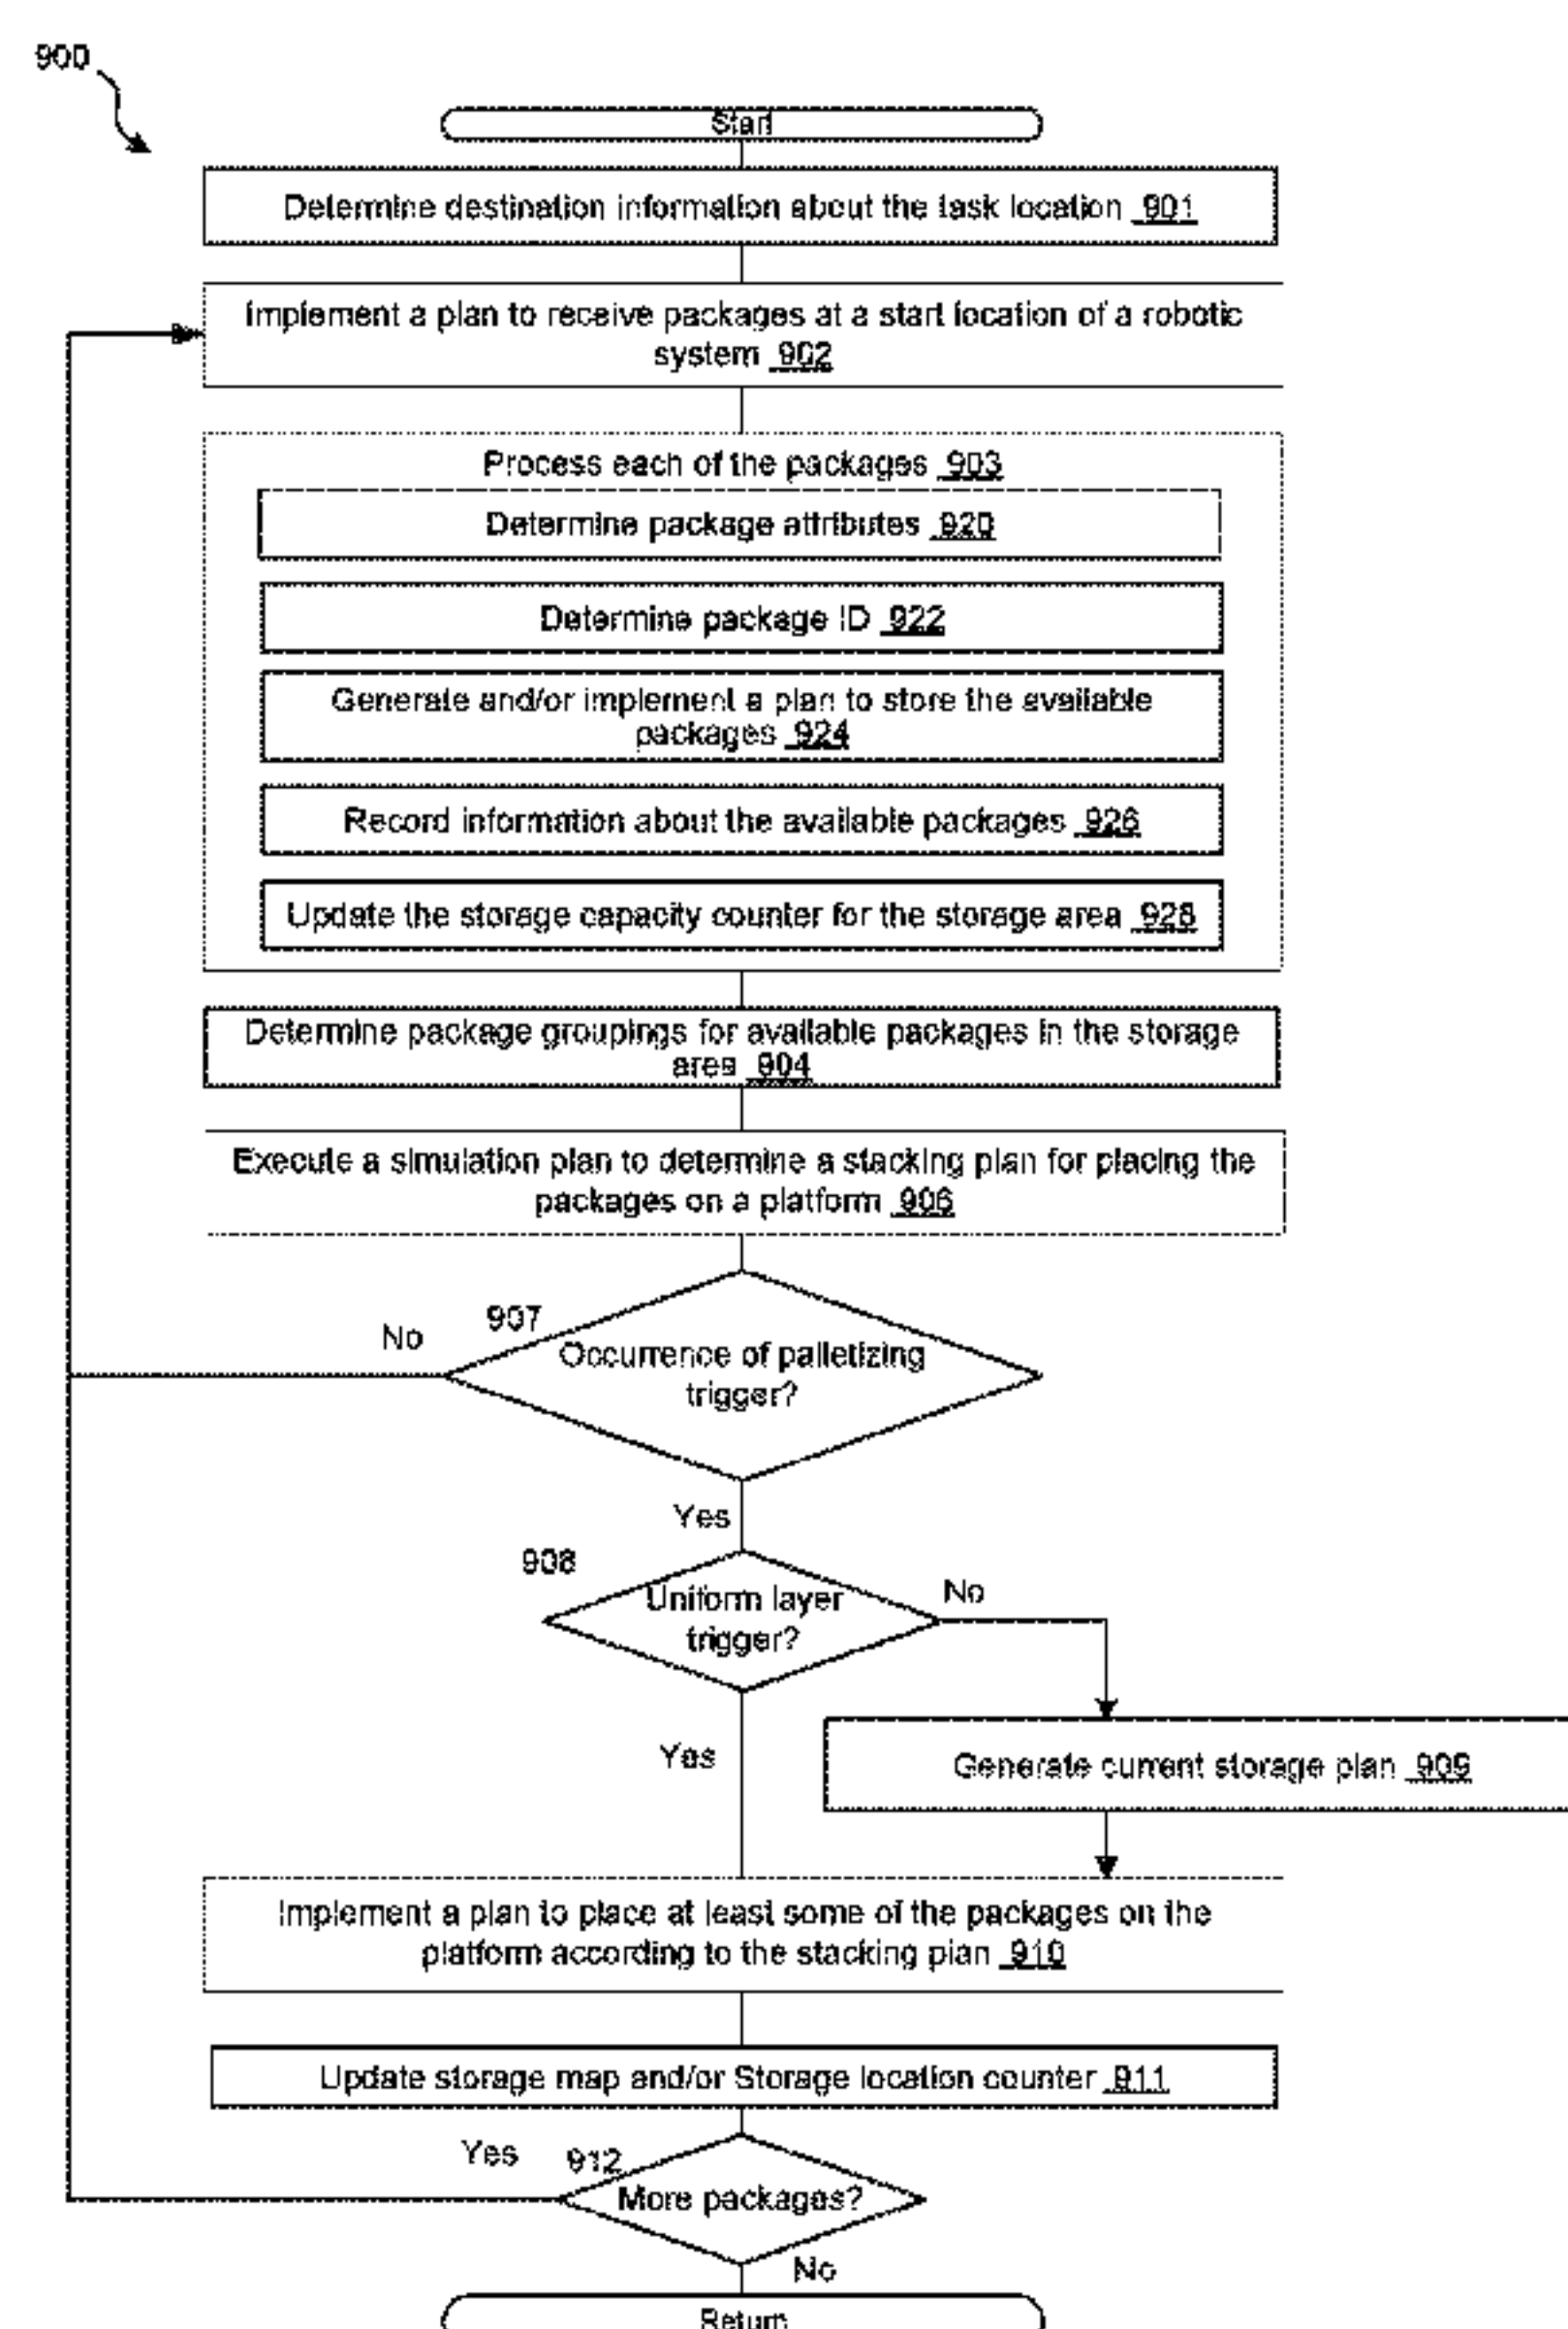 900
Start
Determine destination information about the task location 901
Implement a plan to receive packages at a start location of a robotic
system 902
Process each of the packages 903
Determine package attributes 920
Determine package ID 922
Generate and/or implement a plan to store the available
packages 924
Record information about the available packages 926
Update the storage capacity counter for the storage area 928
Determine package groupings for available packages in the storage
area 904
Execute a simulation plan to determine a stacking plan for placing the
packages on a platform 906
907
No
Occurrence of palletizing
trigger?
Yes
908
Uniform layer
trigger?
No
Yes
Generate current storage plan 909
Implement a plan to place at least some of the packages on the
platform according to the stacking plan 910
Update storage map and/or Storage location counter 911
Yes
912
More packages?
No
Return